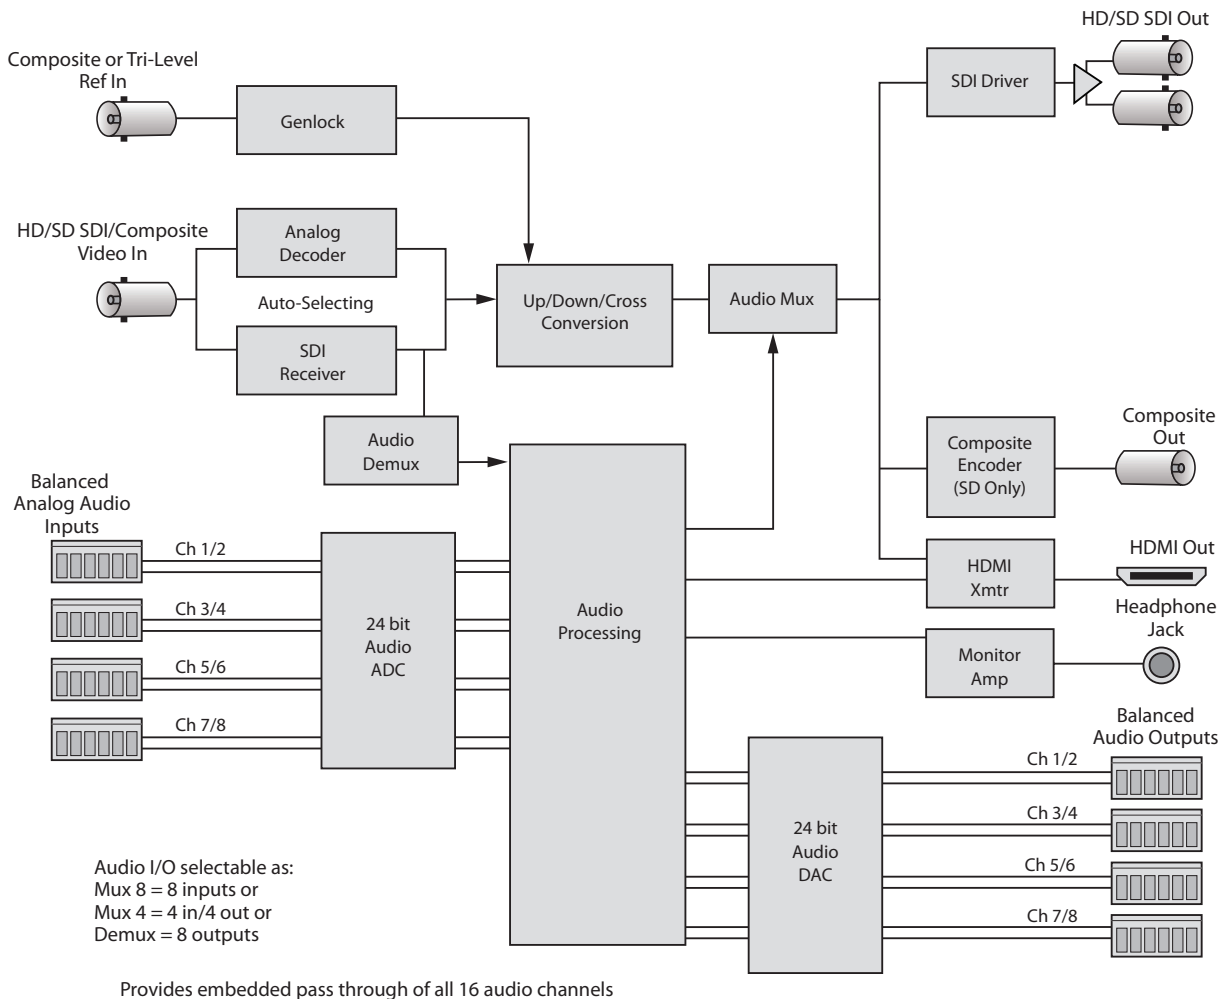 HD/SD SDI Out
Composite or Tri-Level
Ref In
SDI Driver
Genlock
HD/SD SDI/Composite
Video In
Analog
Decoder
Auto-Selecting
Up/Down/Cross
Conversion
Audio Mux
SDI
Receiver
Audio
Demux
Composite
Encoder
(SD Only)
Composite
Out
Balanced
Analog Audio
Inputs
Ch 1/2
Ch 3/4
Ch 5/6
Ch 7/8
24 bit
Audio
ADC
Audio
Processing
HDMI
Xmtr
HDMI Out
Headphone
Jack
Monitor
Amp
Balanced
Audio Outputs
Ch 1/2
Ch 3/4
Ch 5/6
Ch 7/8
24 bit
Audio
DAC
Audio I/O selectable as:
Mux 8 = 8 inputs or
Mux 4 = 4 in/4 out or
Demux = 8 outputs
Provides embedded pass through of all 16 audio channels